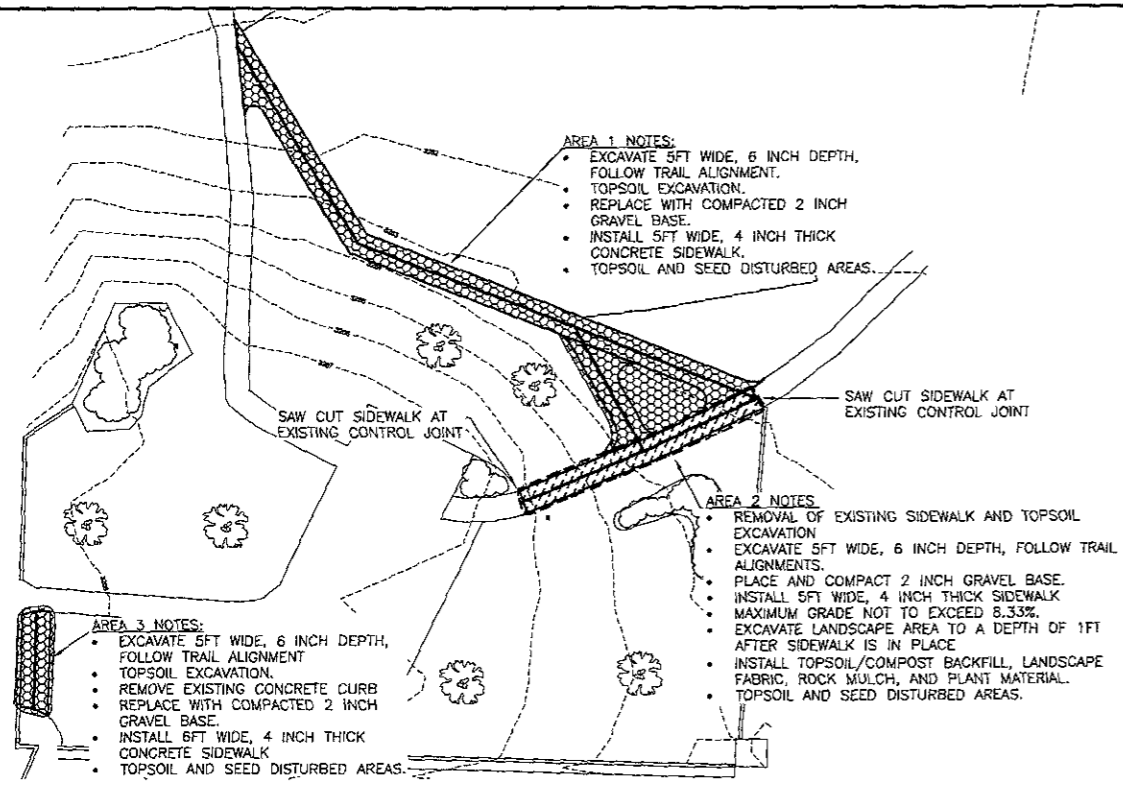 AREA 1 NOTES:
• EXCAVATE 5FT WIDE, 6 INCH DEPTH,
FOLLOW TRAIL ALIGNMENT.
• TOPSOIL EXCAVATION.
• REPLACE WITH COMPACTED 2 INCH
GRAVEL BASE.
• INSTALL 5FT WIDE, 4 INCH THICK
CONCRETE SIDEWALK.
• TOPSOIL AND SEED DISTURBED AREAS.
SAW CUT SIDEWALK AT
EXISTING CONTROL JOINT
SAW CUT SIDEWALK AT
EXISTING CONTROL JOINT
AREA 2 NOTES
• REMOVAL OF EXISTING SIDEWALK AND TOPSOIL
EXCAVATION
• EXCAVATE 5FT WIDE, 6 INCH DEPTH, FOLLOW TRAIL
ALIGNMENTS.
• PLACE AND COMPACT 2 INCH GRAVEL BASE.
• INSTALL 5FT WIDE, 4 INCH THICK SIDEWALK
• MAXIMUM GRADE NOT TO EXCEED 8.33%.
• EXCAVATE LANDSCAPE AREA TO A DEPTH OF 1FT
AFTER SIDEWALK IS IN PLACE
• INSTALL TOPSOIL/COMPOST BACKFILL, LANDSCAPE
FABRIC, ROCK MULCH, AND PLANT MATERIAL.
• TOPSOIL AND SEED DISTURBED AREAS.
AREA 3 NOTES:
• EXCAVATE 5FT WIDE, 6 INCH DEPTH,
FOLLOW TRAIL ALIGNMENT
• TOPSOIL EXCAVATION.
• REMOVE EXISTING CONCRETE CURB
• REPLACE WITH COMPACTED 2 INCH
GRAVEL BASE.
• INSTALL 6FT WIDE, 4 INCH THICK
CONCRETE SIDEWALK
• TOPSOIL AND SEED DISTURBED AREAS.